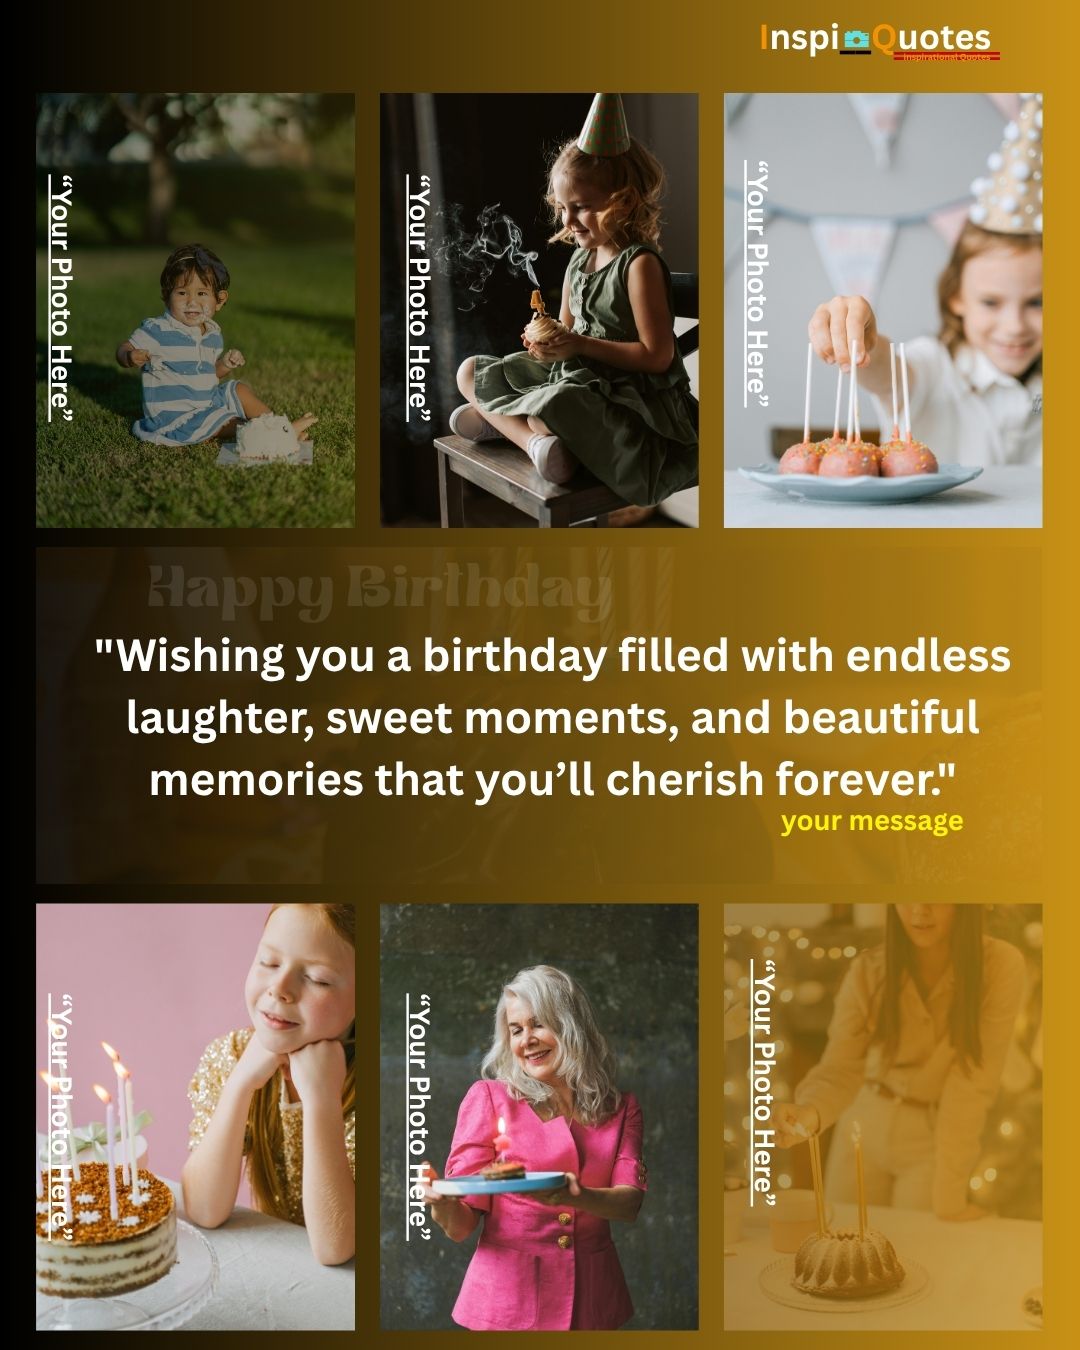 InspiQuotes
Inspirational Quotes
“Your Photo Here”
“Your Photo Here”
“Your Photo Here”
Happy Birthday
"Wishing you a birthday filled with endless
laughter, sweet moments, and beautiful
memories that you’ll cherish forever."
your message
“Your Photo Here”
“Your Photo Here”
“Your Photo Here”